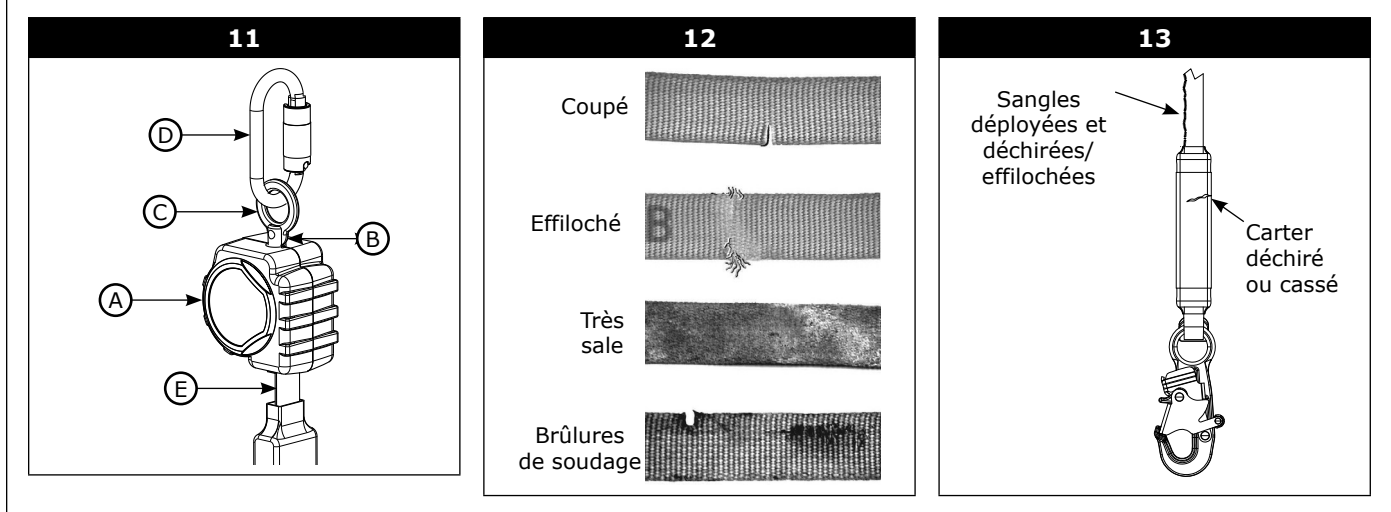 11
D
C
B
A
E
12
Coupé
Effiloché
B
Très
sale
Brûlures
de soudage
13
Sangles
déployées et
déchirées/
effilochées
Carter
déchiré
ou cassé